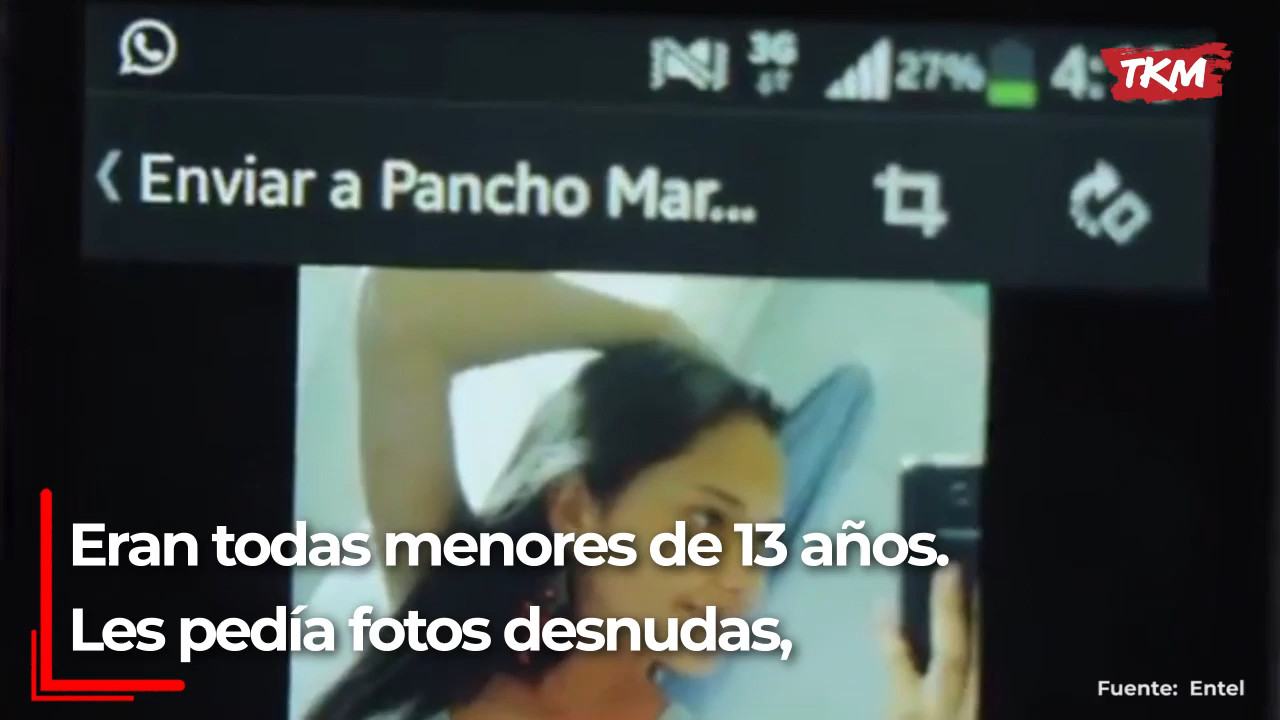 3G
27%
TKM
Enviar a Pancho Mar...
Eran todas menores de 13 años.
Les pedía fotos desnudas,
Fuente: Entel